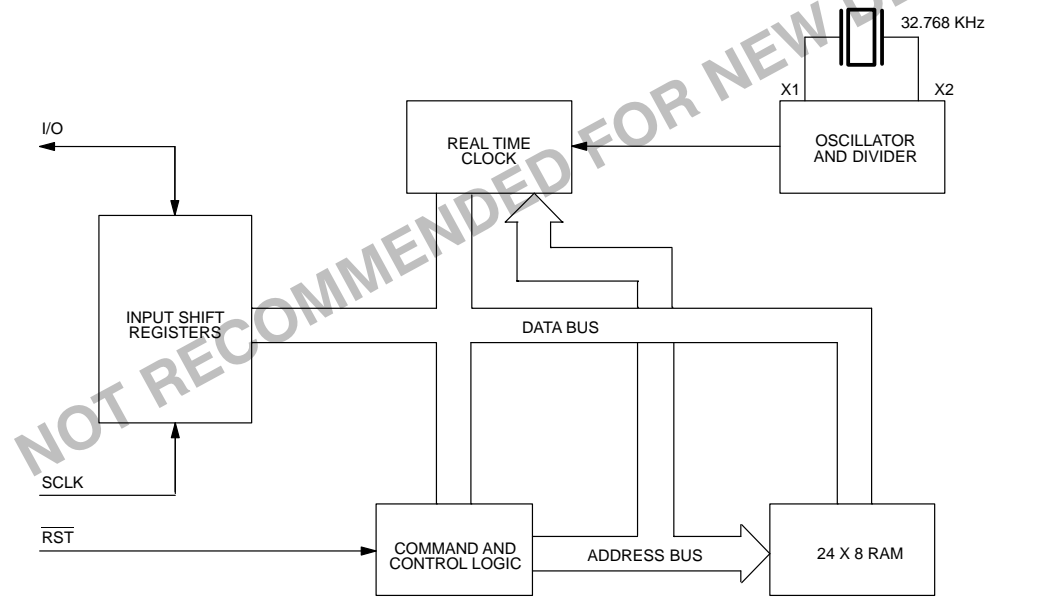 32.768 KHz
X1
X2
I/O
REAL TIME
CLOCK
OSCILLATOR
AND DIVIDER
INPUT SHIFT
REGISTERS
DATA BUS
SCLK
RST
COMMAND AND
CONTROL LOGIC
ADDRESS BUS
24 X 8 RAM
NOT RECOMMENDED FOR NEW